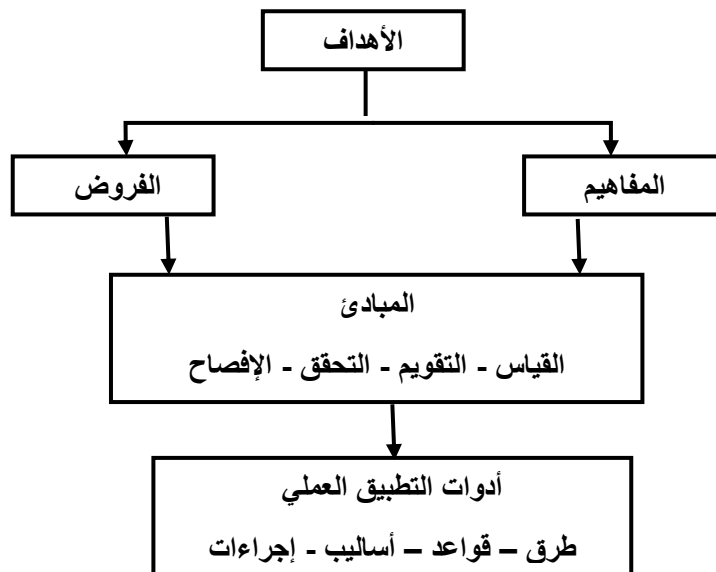 الأهداف
المفاهيم
الفروض
المبادئ
القياس - التقويم - التحقق - الإفصاح
أدوات التطبيق العملي
طرق – قواعد – أساليب - إجراءات